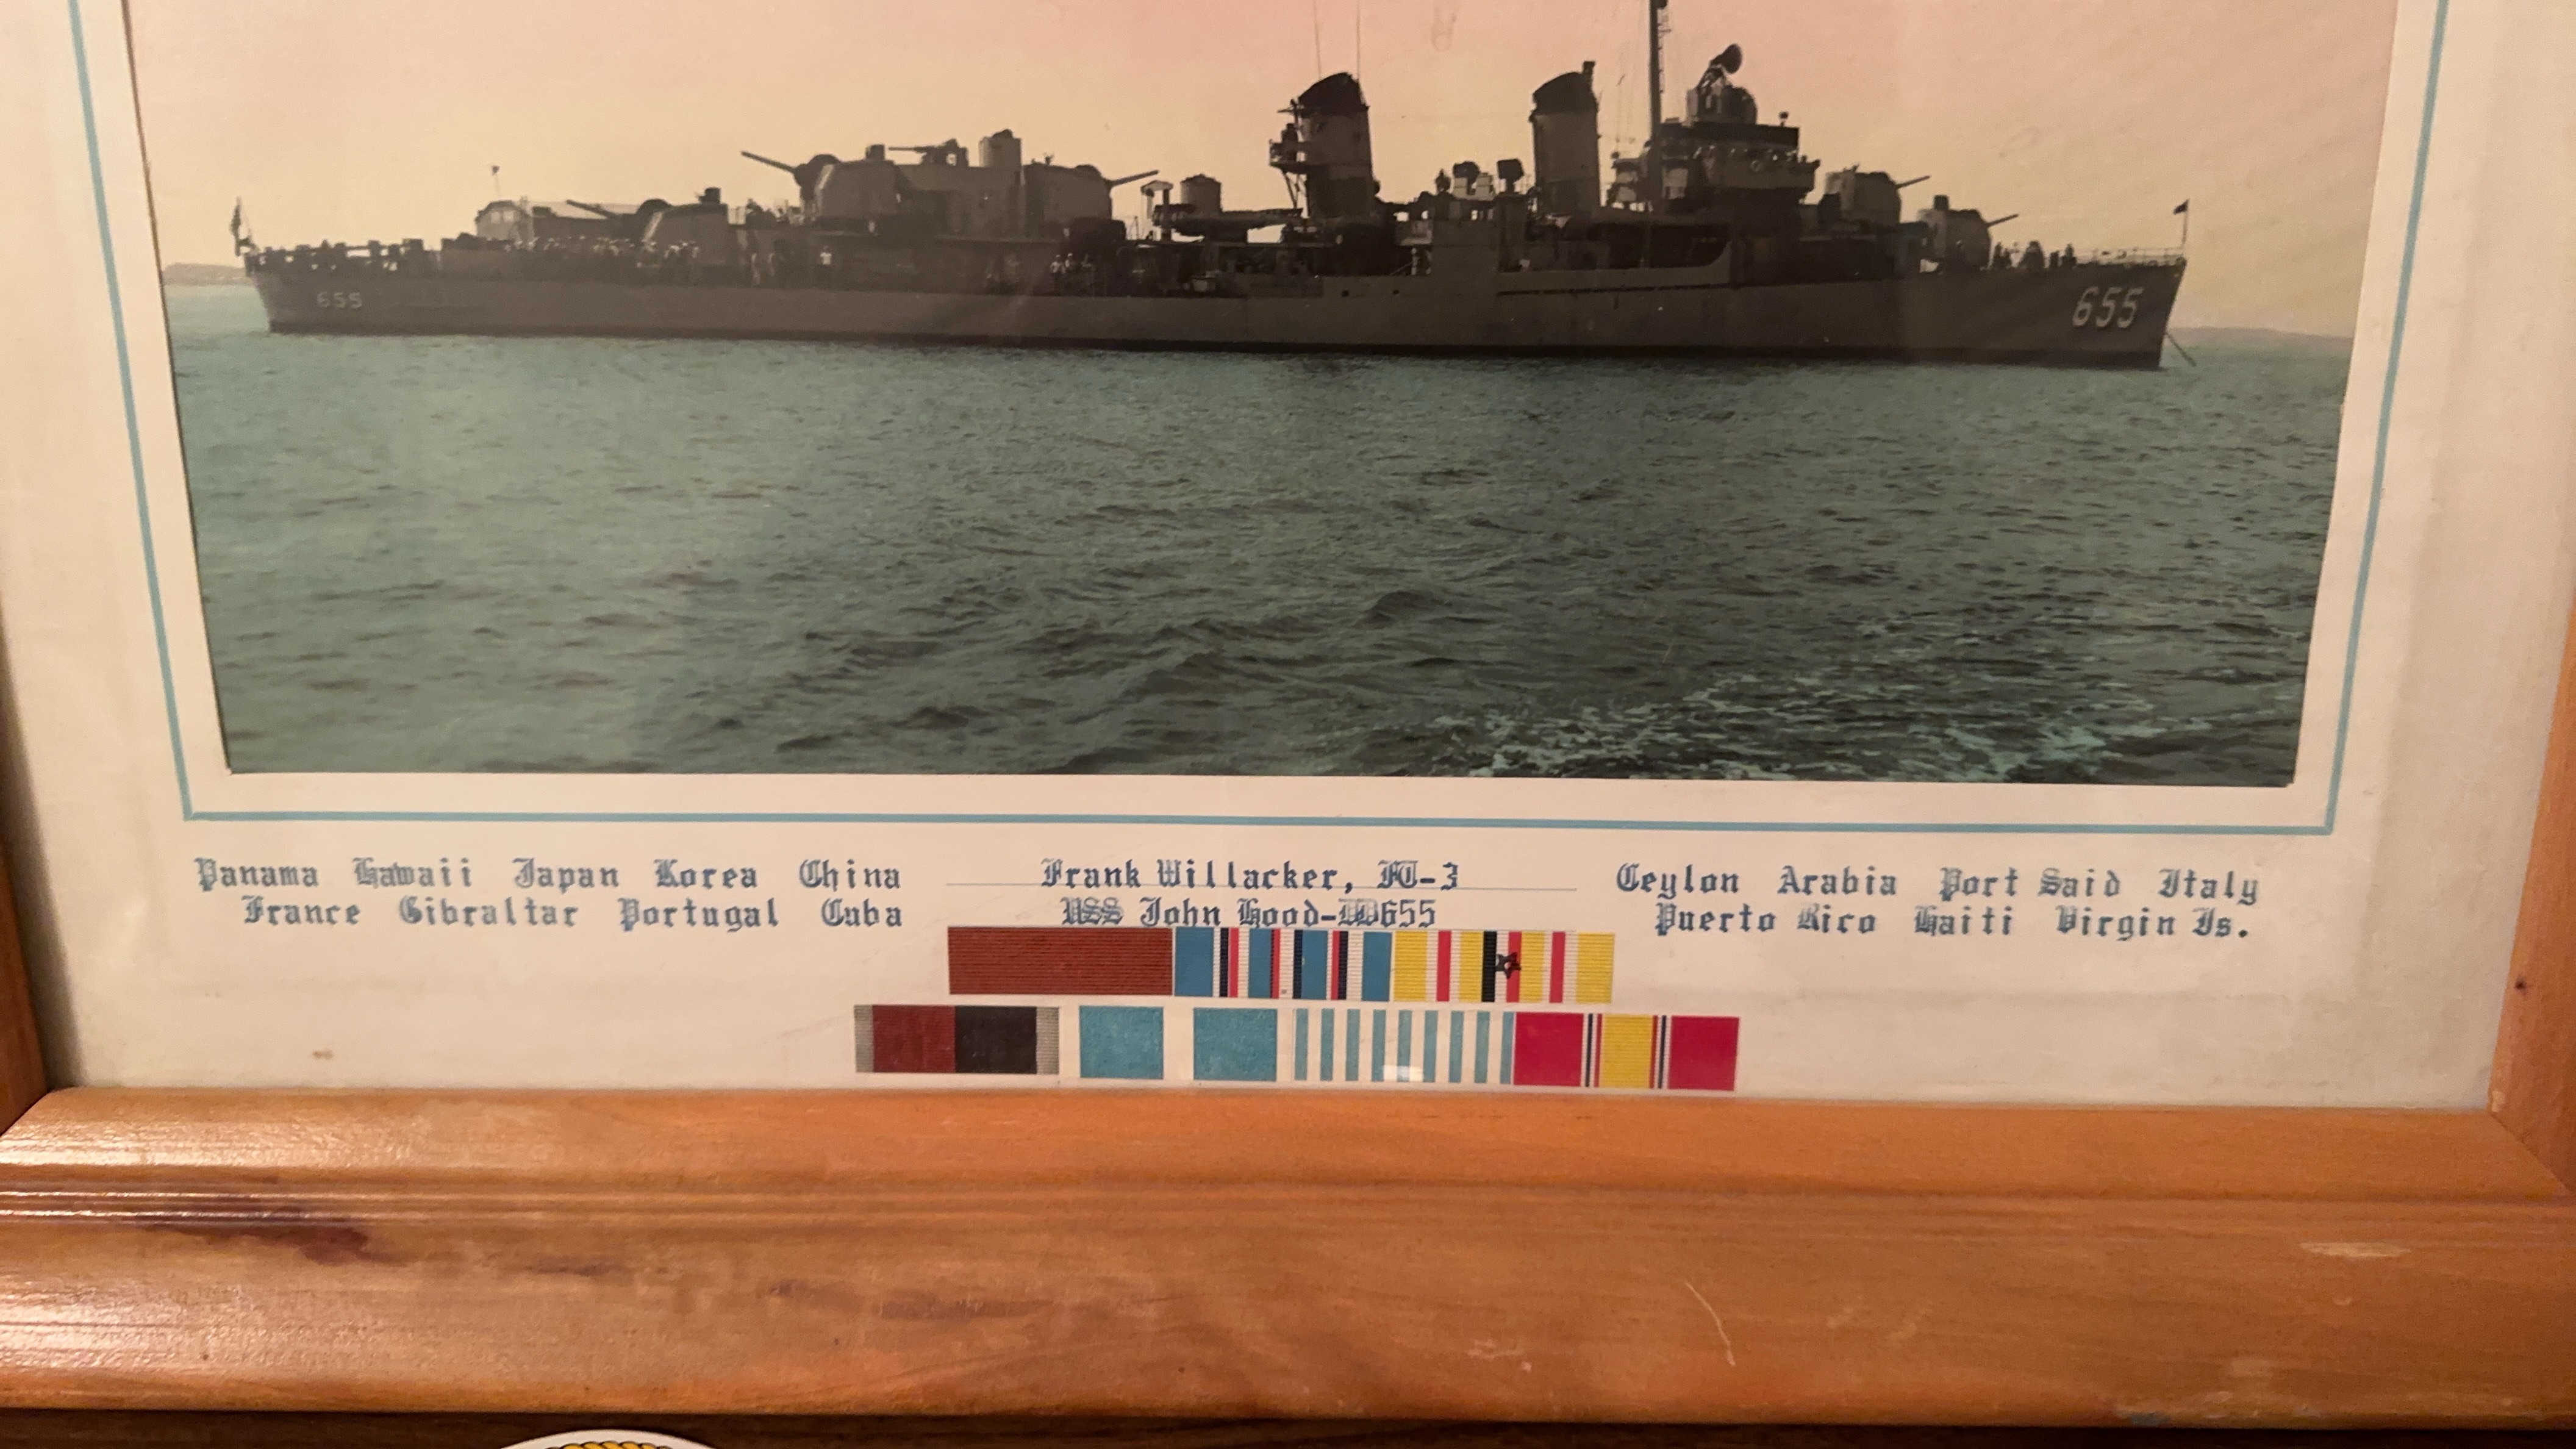 655
655
Panama Hawaii Japan Korea China
France Gibraltar Portugal Cuba
Frank Willacker, FT-3
USS John Hood-DD655
Ceylon Arabia Port Said Italy
Puerto Rico Haiti Virgin Is.